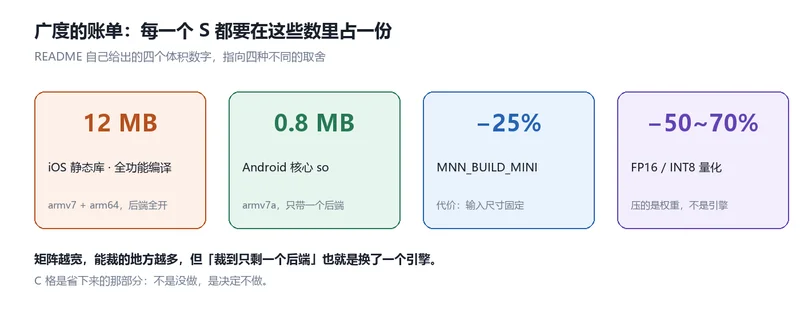 广度的账单：每一个 S 都要在这些数里占一份
README 自己给出的四个体积数字，指向四种不同的取舍
12 MB
iOS 静态库 · 全功能编译
armv7 + arm64，后端全开
0.8 MB
Android 核心 so
armv7a，只带一个后端
−25%
MNN_BUILD_MINI
代价：输入尺寸固定
−50~70%
FP16 / INT8 量化
压的是权重，不是引擎
矩阵越宽，能裁的地方越多，但「裁到只剩一个后端」也就是换了一个引擎。
C 格是省下来的那部分：不是没做，是决定不做。